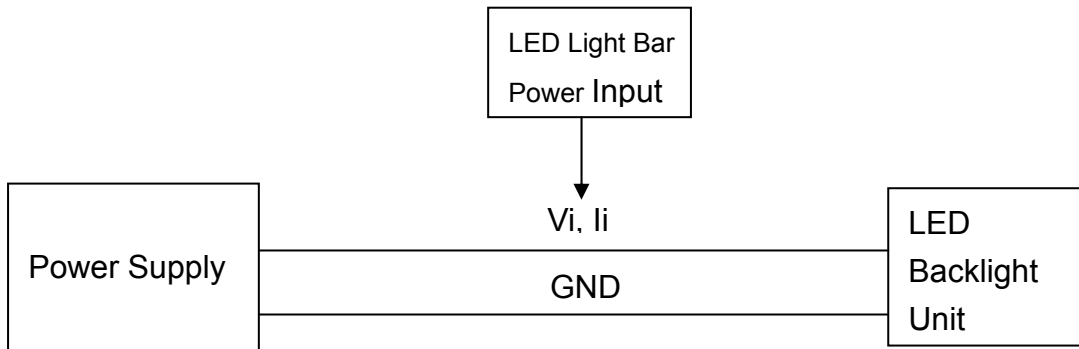 LED Light Bar
Power Input
Vi, Ii
Power Supply
GND
LED
Backlight
Unit